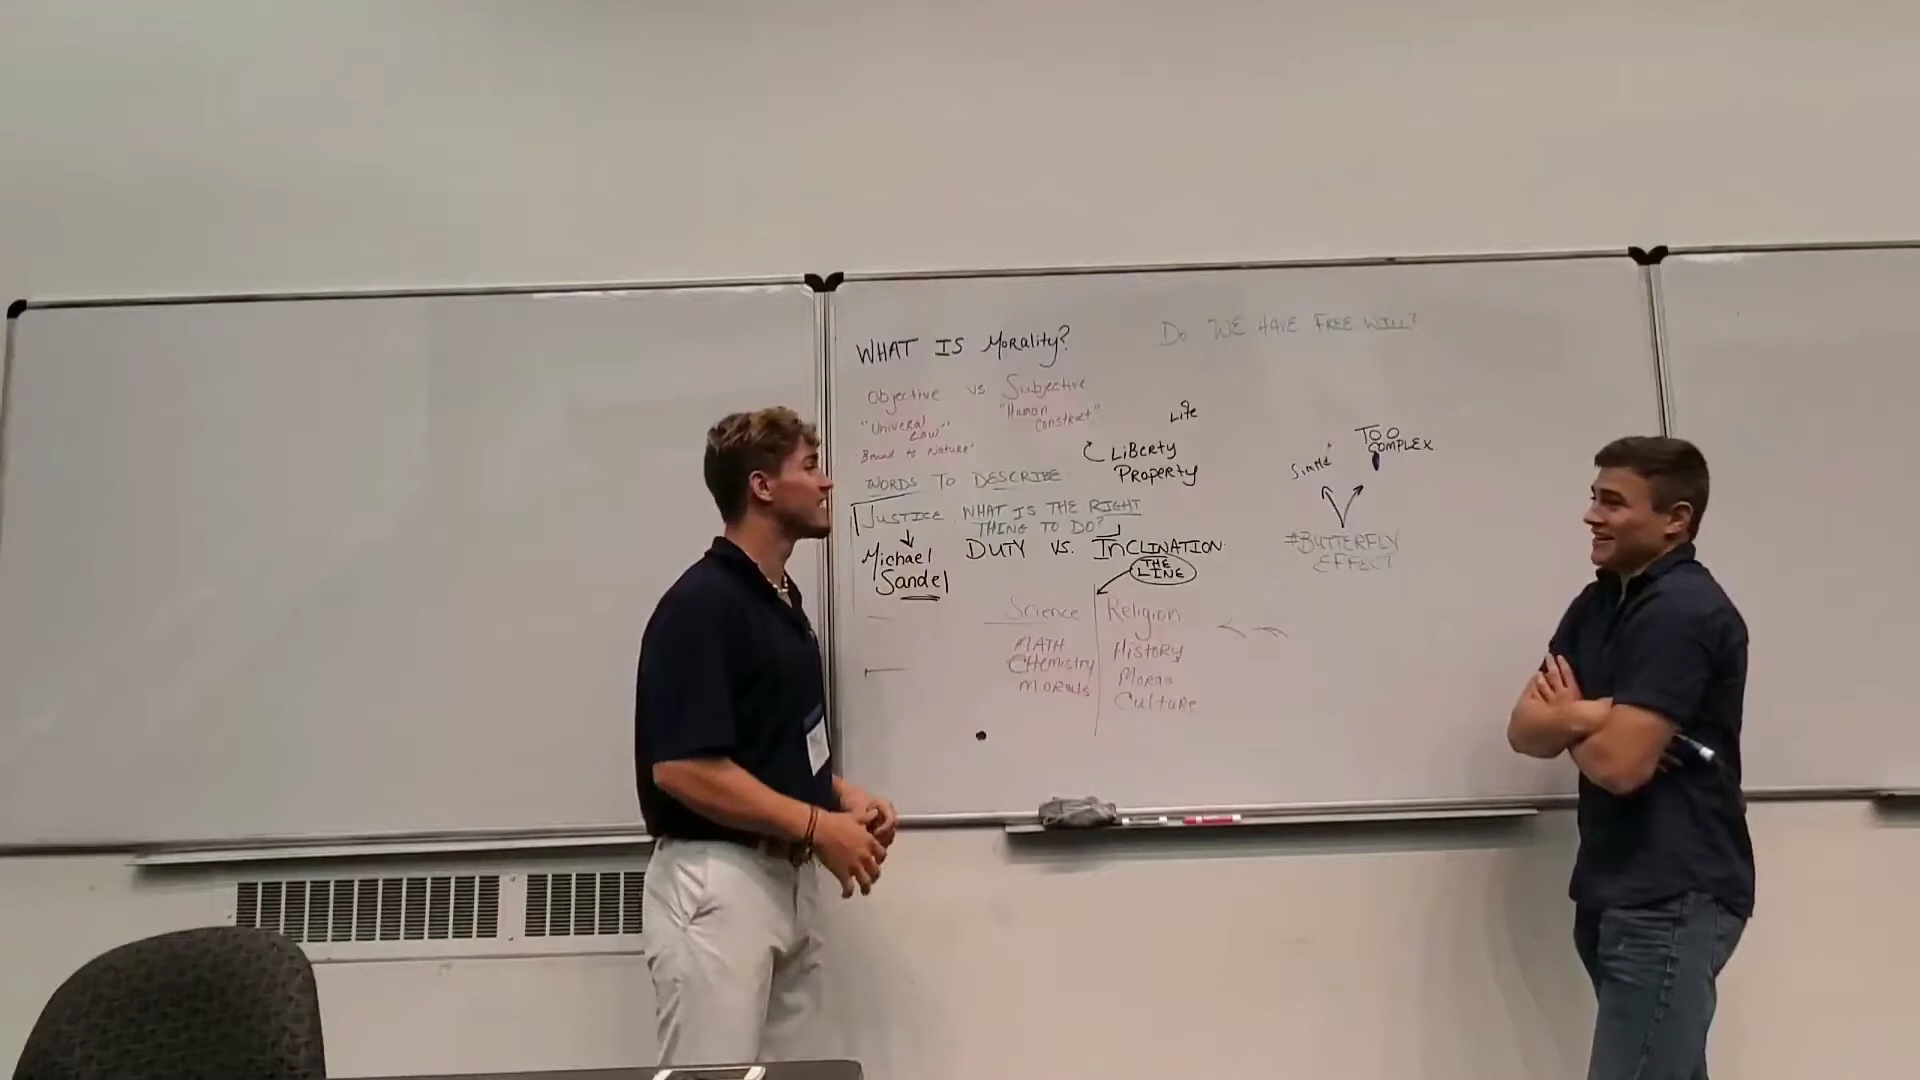 WHAT IS Morality?
Do WE HAVE FREE WILL?
Objective vs Subjective
"Univeral Law"
"Human Construct"
Bound to Nature"
Life
Liberty
Property
WORDS TO DESCRIBE
JUSTICE WHAT IS THE RIGHT
THING TO DO?
Michael
Sandel
DUTY VS. INCLINATION
THE
LINE
Simple
TOO
COMPLEX
#BUTTERFLY
EFFECT
Science
MATH
CHemistry
MORALS
Religion
History
Morals
Culture